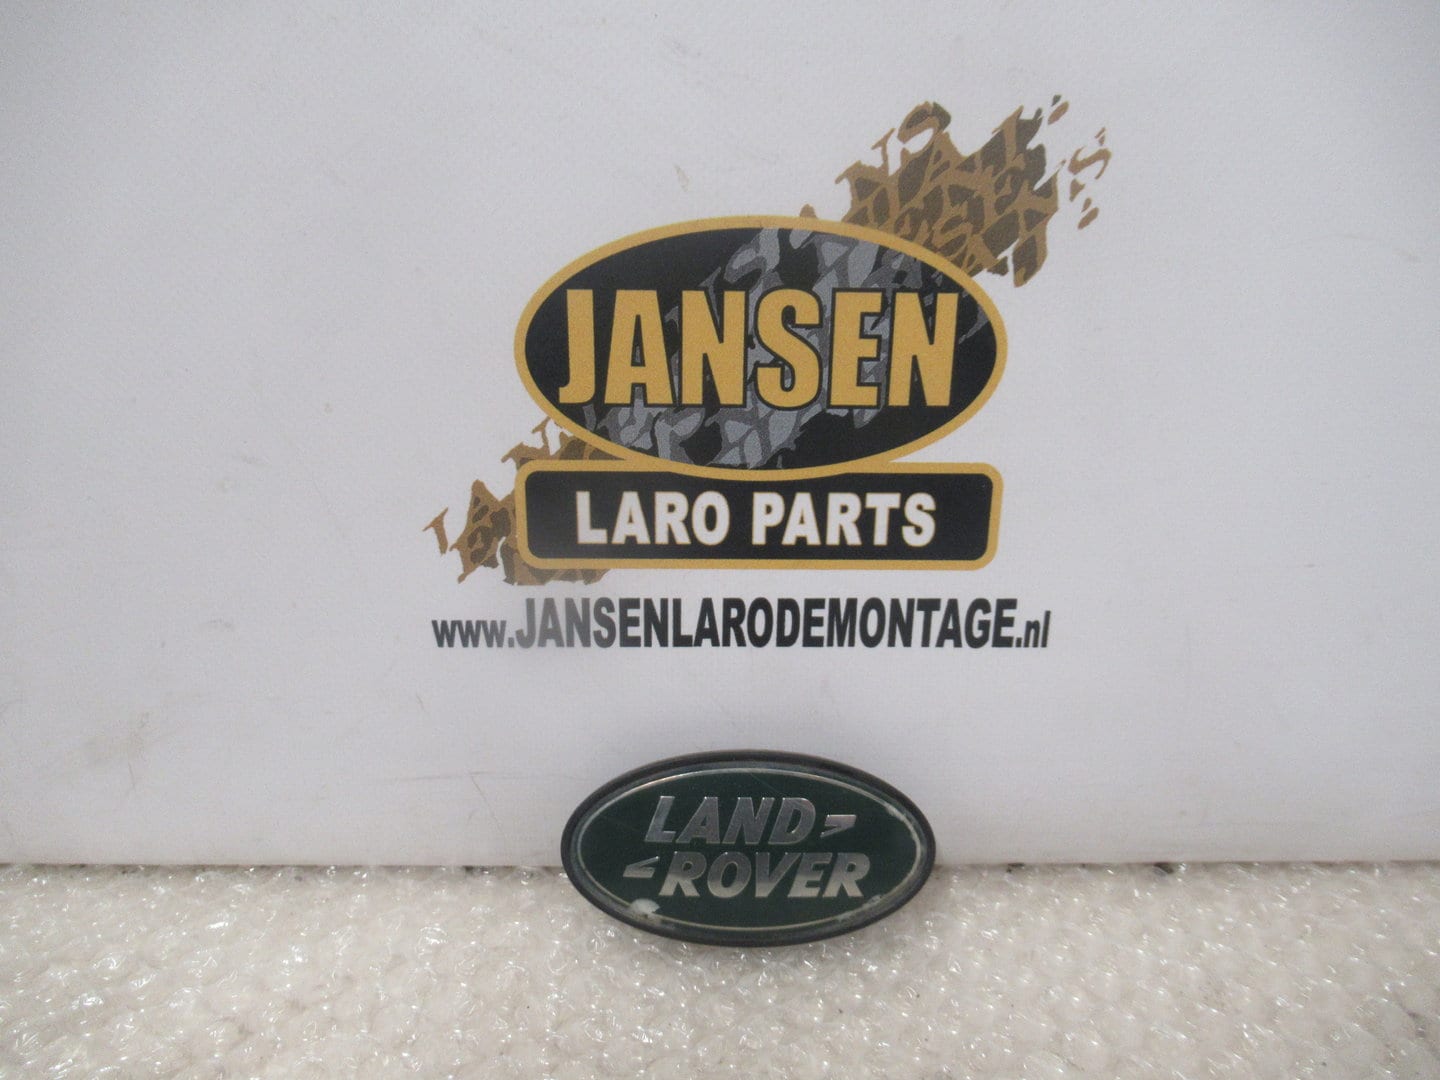 JANSEN
LARO PARTS
www.JANSENLARODEMONTAGE.nl
LAND
ROVER